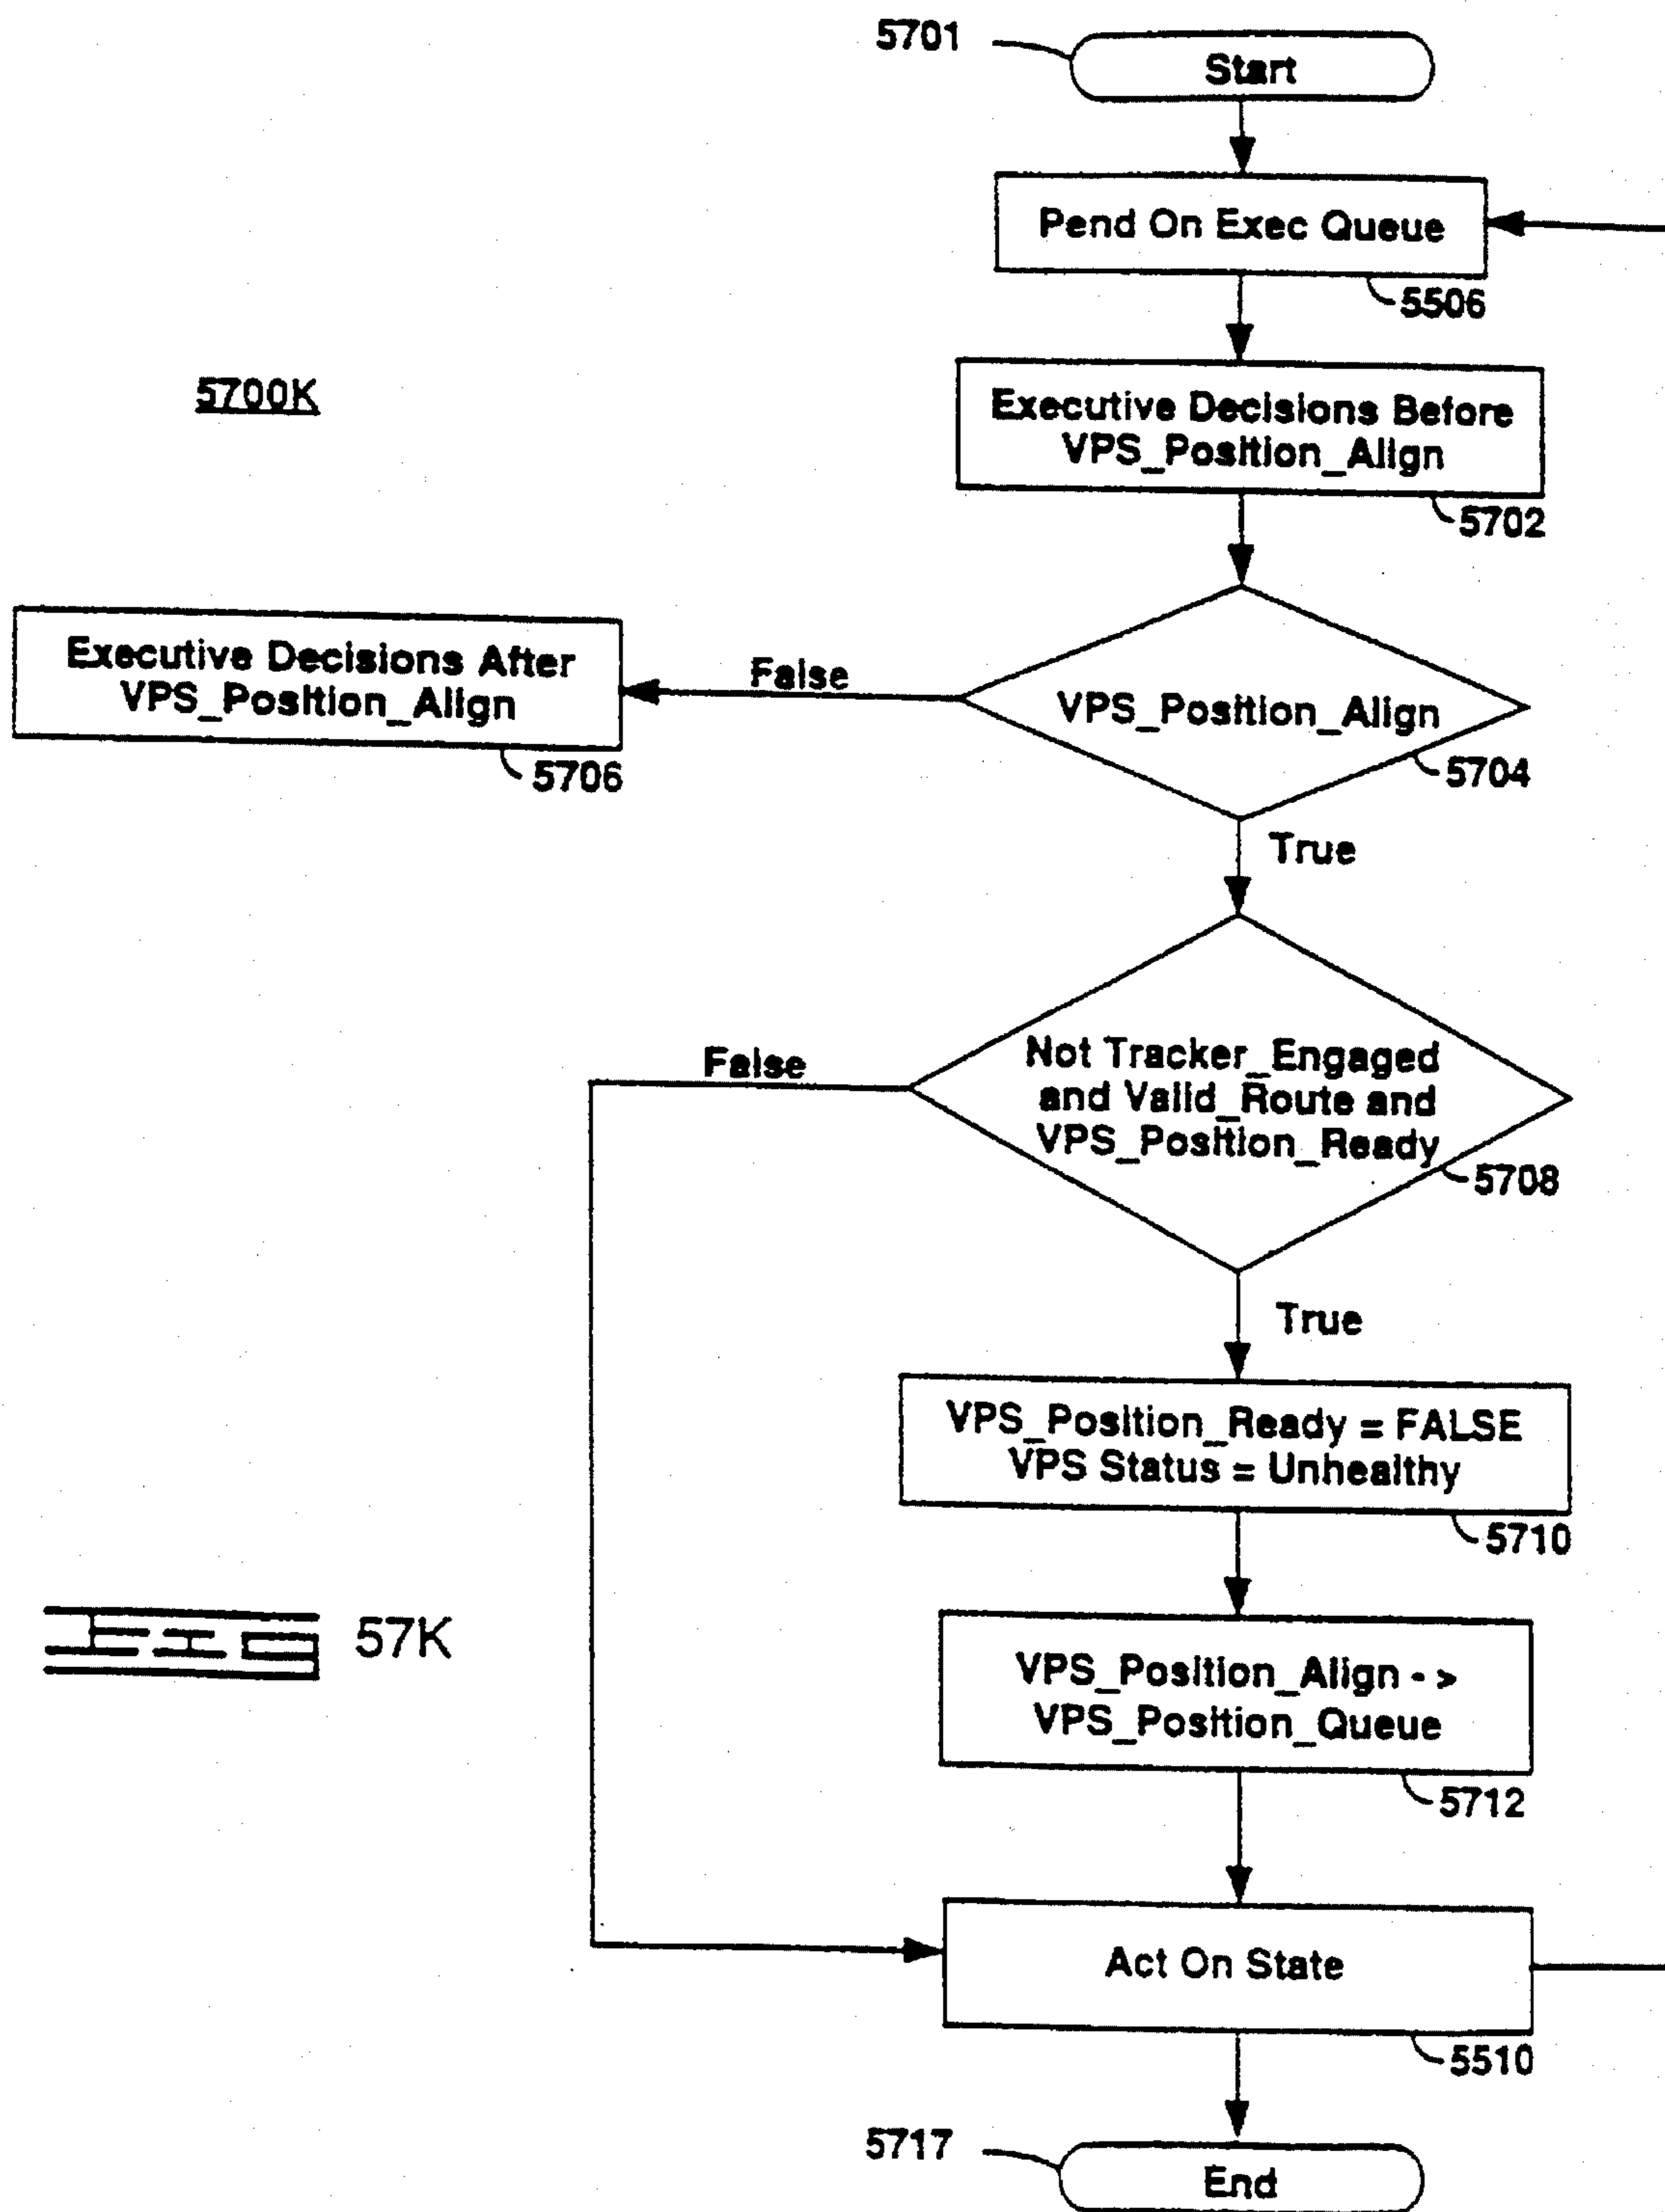 5701
Start
Pend On Exec Queue
5506
5700K
Executive Decisions Before
VPS_Position_Align
5702
Executive Decisions After
VPS_Position_Align
5706
False
VPS_Position_Align
5704
True
False
Not Tracker_Engaged
and Valid_Route and
VPS_Position_Ready
5708
True
VPS_Position_Ready = FALSE
VPS Status = Unhealthy
5710
FIG 57K
VPS_Position_Align - >
VPS_Position_Queue
5712
Act On State
5510
5717
End